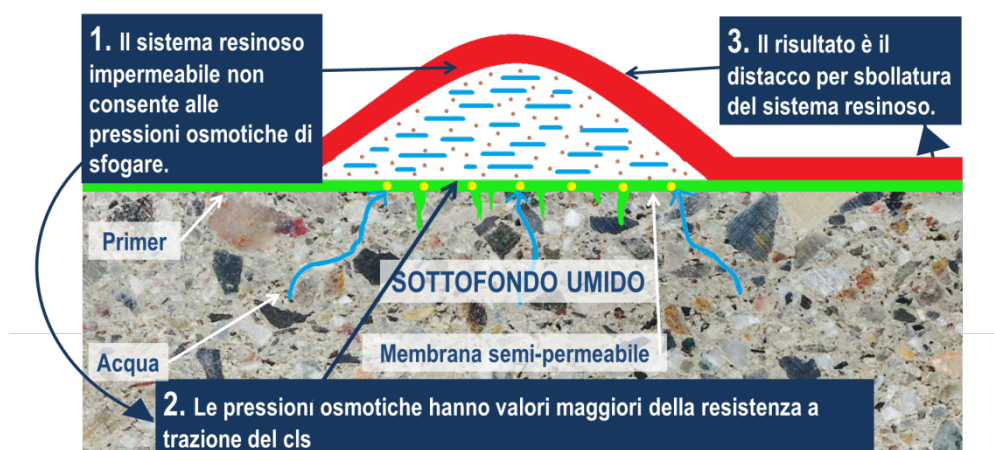 1. Il sistema resinoso
impermeabile non
consente alle
pressioni osmotiche di
sfogare.
3. Il risultato è il
distacco per sbollatura
del sistema resinoso.
Primer
SOTTOFONDO UMIDO
Acqua
Membrana semi-permeabile
2. Le pressioni osmotiche hanno valori maggiori della resistenza a
trazione del cls